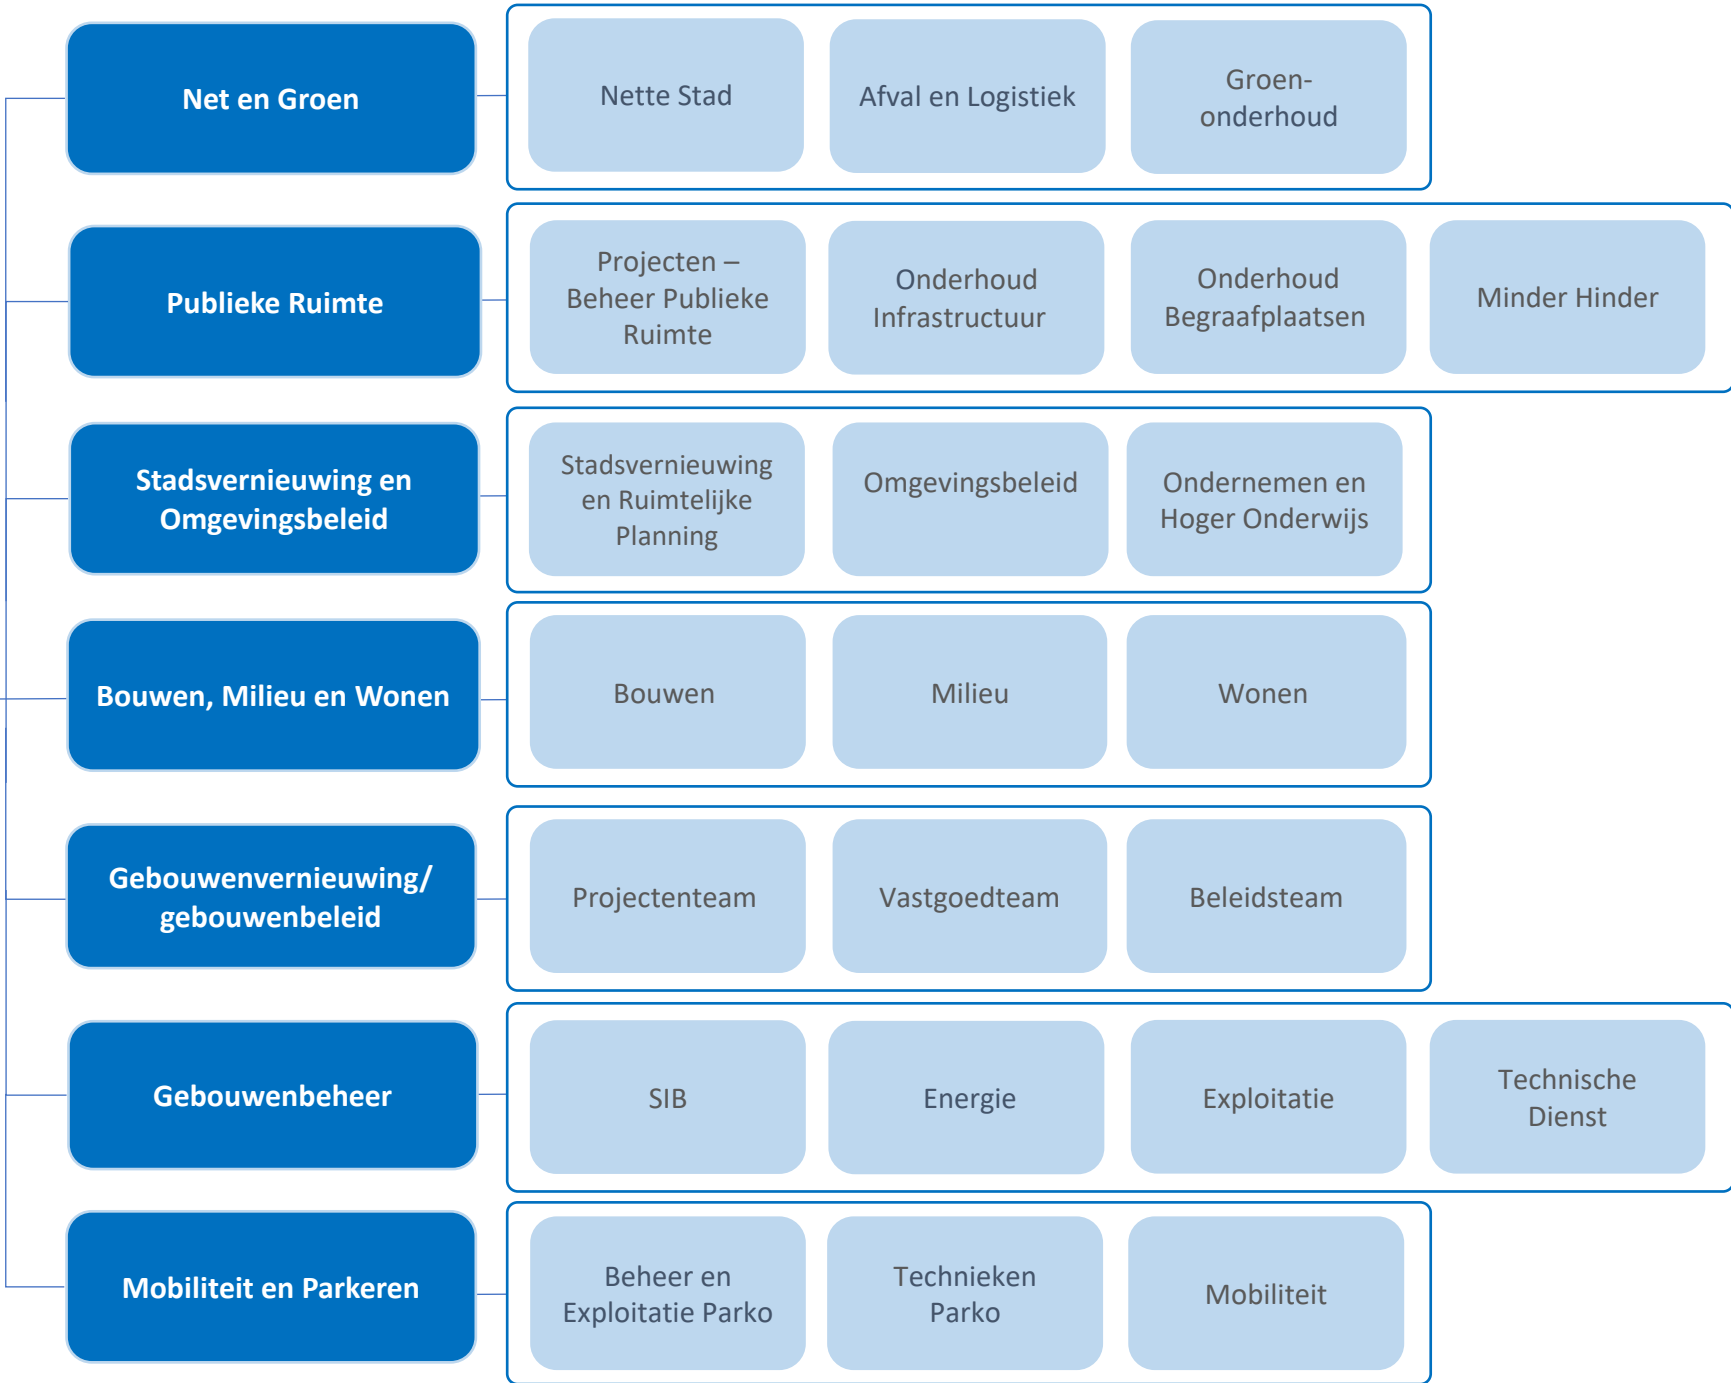 Net en Groen
Nette Stad
Afval en Logistiek
Groen-
onderhoud
Publieke Ruimte
Projecten –
Beheer Publieke
Ruimte
Onderhoud
Infrastructuur
Onderhoud
Begraafplaatsen
Minder Hinder
Stadsvernieuwing en
Omgevingsbeleid
Stadsvernieuwing
en Ruimtelijke
Planning
Omgevingsbeleid
Ondernemen en
Hoger Onderwijs
Bouwen, Milieu en Wonen
Bouwen
Milieu
Wonen
Gebouwenvernieuwing/
gebouwenbeleid
Projectenteam
Vastgoedteam
Beleidsteam
Gebouwenbeheer
SIB
Energie
Exploitatie
Technische
Dienst
Mobiliteit en Parkeren
Beheer en
Exploitatie Parko
Technieken
Parko
Mobiliteit